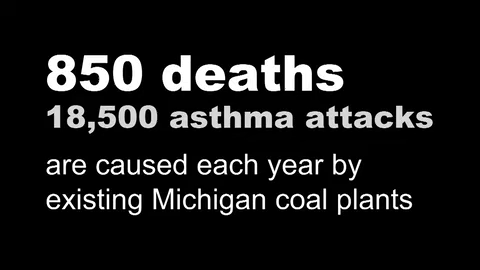 850 deaths
18,500 asthma attacks
are caused each year by
existing Michigan coal plants